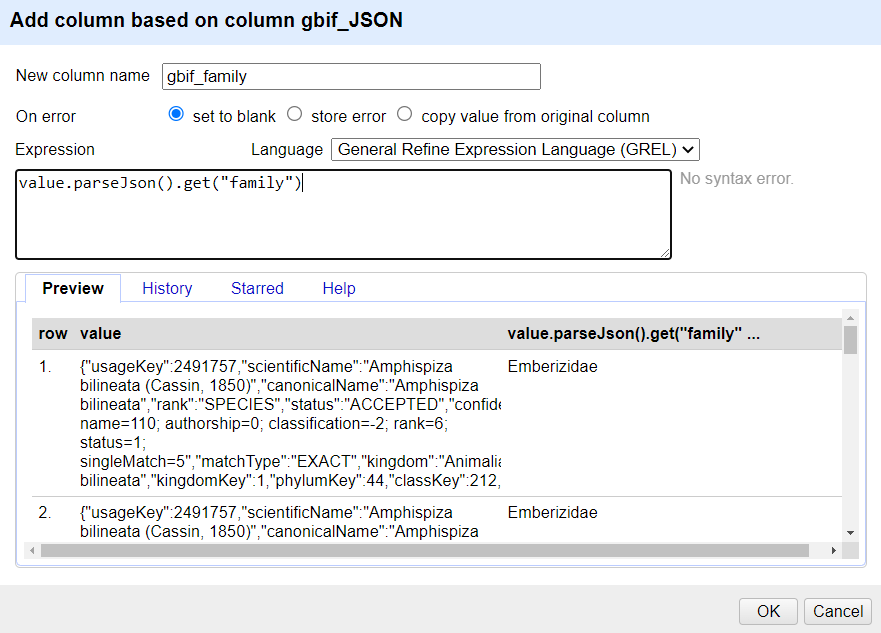 Add column based on column gbif_JSON
New column name gbif_family
On error set to blank store error copy value from original column
Expression Language General Refine Expression Language (GREL)
value.parseJson().get("family")
No syntax error.
Preview History Starred Help
row value value.parseJson().get("family" ...
1. {"usageKey":2491757,"scientificName":"Amphispiza Emberizidae
bilineata (Cassin, 1850)","canonicalName":"Amphispiza
bilineata","rank":"SPECIES","status":"ACCEPTED","confide
name=110; authorship=0; classification=-2; rank=6;
status=1;
singleMatch=5","matchType":"EXACT","kingdom":"Animalia
bilineata","kingdomKey":1,"phylumKey":44,"classKey":212,
2. {"usageKey":2491757,"scientificName":"Amphispiza Emberizidae
bilineata (Cassin, 1850)","canonicalName":"Amphispiza
OK Cancel